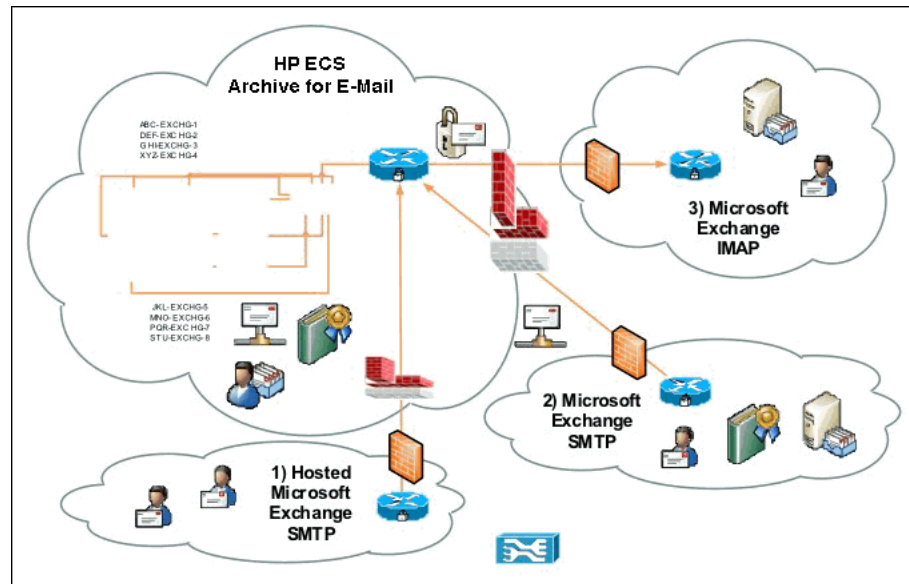 HP ECS
Archive for E-Mail
ABC-EXCHG-1
DEF-EXCHG-2
GHI-EXCHG-3
XYZ-EXCHG-4
JKL-EXCHG-5
MNO-EXCHG-6
PQR-EXCHG-7
STU-EXCHG-8
3) Microsoft
Exchange
IMAP
2) Microsoft
Exchange
SMTP
1) Hosted
Microsoft
Exchange
SMTP